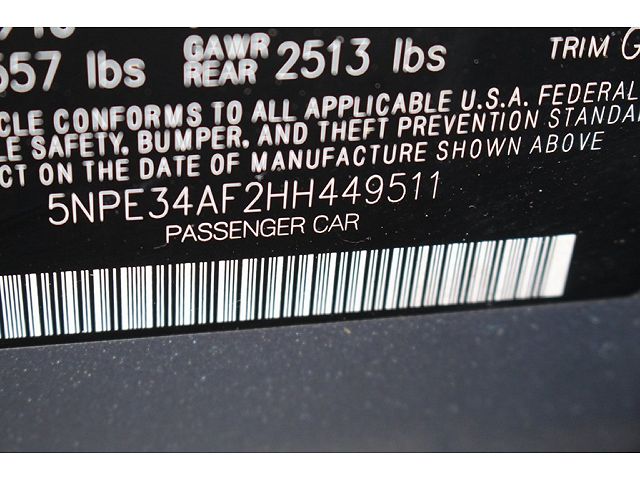 557 lbs GAWR REAR 2513 lbs TRIM
CLE CONFORMS TO ALL APPLICABLE U.S.A. FEDERAL
LE SAFETY, BUMPER, AND THEFT PREVENTION STANDA
CT ON THE DATE OF MANUFACTURE SHOWN ABOVE
5NPE34AF2HH449511
PASSENGER CAR